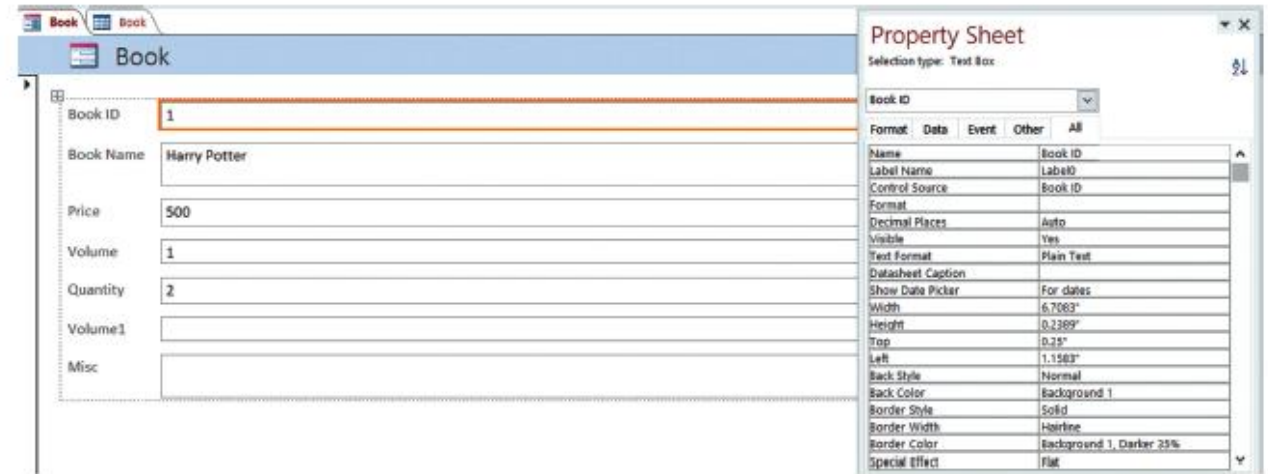 Book Book
Book
Book ID 1
Book Name Harry Potter
Price 500
Volume 1
Quantity 2
Volume1
Misc
Property Sheet
Selection type: Text Box
Book ID
Format Data Event Other All
Name Book ID
Label Name Label0
Control Source Book ID
Format
Decimal Places Auto
Visible Yes
Text Format Plain Text
Datasheet Caption
Show Date Picker For dates
Width 6.7083"
Height 0.2389"
Top 0.25"
Left 1.1583"
Back Style Normal
Back Color Background 1
Border Style Solid
Border Width Hairline
Border Color Background 1, Darker 35%
Special Effect Flat